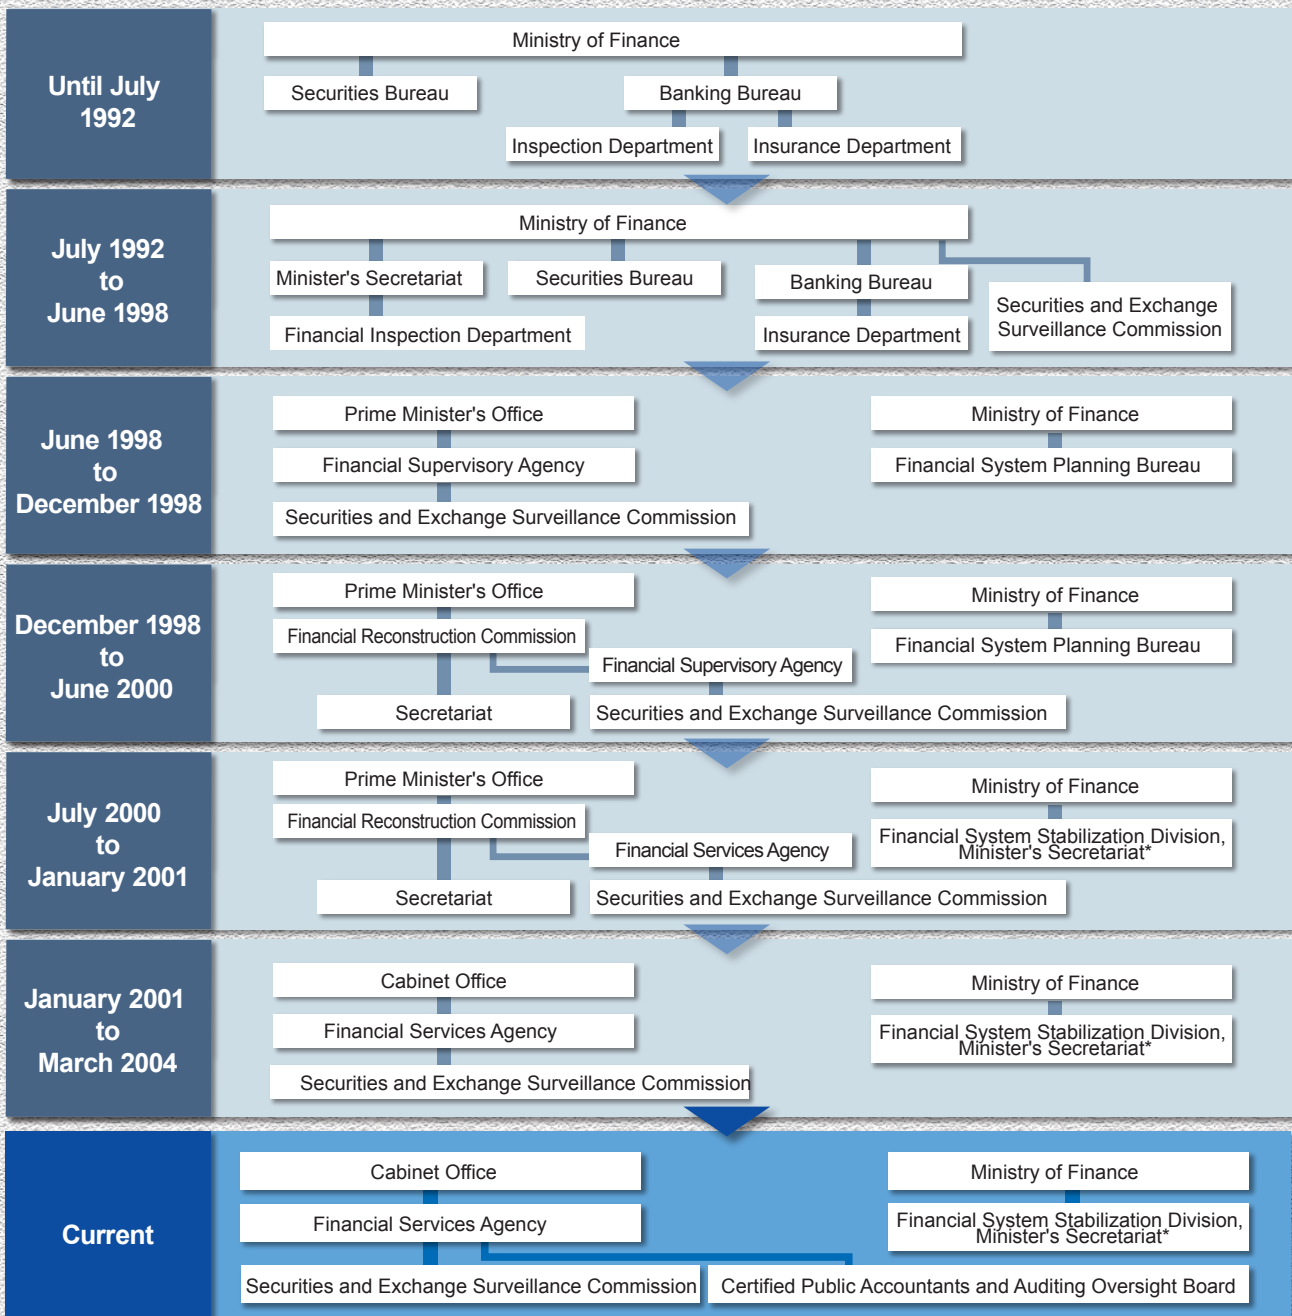 Until July
1992
Ministry of Finance
Securities Bureau
Banking Bureau
Inspection Department
Insurance Department
July 1992
to
June 1998
Ministry of Finance
Minister's Secretariat
Securities Bureau
Banking Bureau
Securities and Exchange
Surveillance Commission
Financial Inspection Department
Insurance Department
June 1998
to
December 1998
Prime Minister's Office
Ministry of Finance
Financial Supervisory Agency
Financial System Planning Bureau
Securities and Exchange Surveillance Commission
December 1998
to
June 2000
Prime Minister's Office
Ministry of Finance
Financial Reconstruction Commission
Financial System Planning Bureau
Financial Supervisory Agency
Secretariat
Securities and Exchange Surveillance Commission
July 2000
to
January 2001
Prime Minister's Office
Ministry of Finance
Financial Reconstruction Commission
Financial System Stabilization Division,
Minister's Secretariat*
Financial Services Agency
Secretariat
Securities and Exchange Surveillance Commission
January 2001
to
March 2004
Cabinet Office
Ministry of Finance
Financial Services Agency
Financial System Stabilization Division,
Minister's Secretariat*
Securities and Exchange Surveillance Commission
Current
Cabinet Office
Ministry of Finance
Financial Services Agency
Financial System Stabilization Division,
Minister's Secretariat*
Securities and Exchange Surveillance Commission
Certified Public Accountants and Auditing Oversight Board